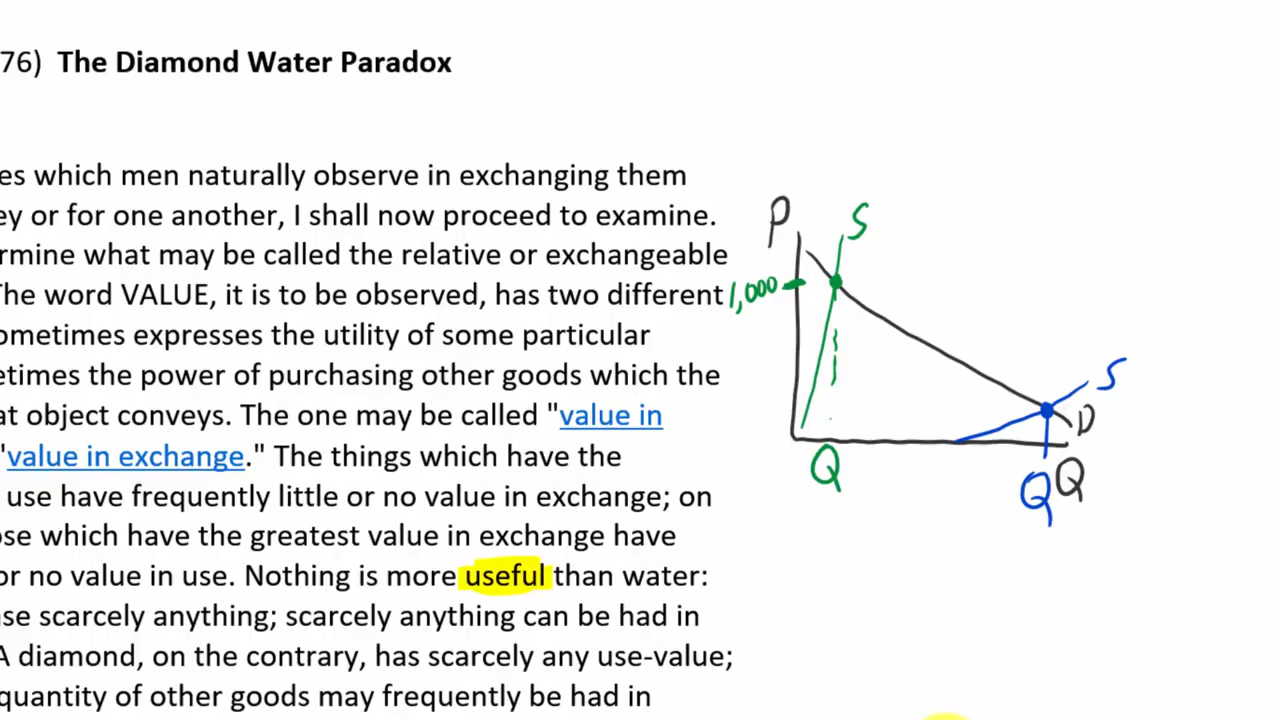 76) The Diamond Water Paradox
es which men naturally observe in exchanging them
ey or for one another, I shall now proceed to examine.
rmine what may be called the relative or exchangeable
The word VALUE, it is to be observed, has two different
ometimes expresses the utility of some particular
etimes the power of purchasing other goods which the
at object conveys. The one may be called "value in
"value in exchange." The things which have the
use have frequently little or no value in exchange; on
ose which have the greatest value in exchange have
or no value in use. Nothing is more useful than water:
ase scarcely anything; scarcely anything can be had in
A diamond, on the contrary, has scarcely any use-value;
quantity of other goods may frequently be had in
P
S
1,000
S
D
Q
Q Q